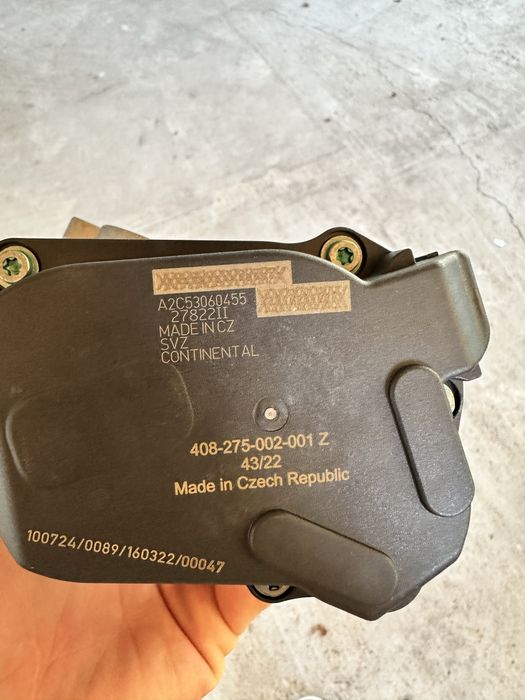 A2C53060455
27822II
MADE IN CZ
SVZ
CONTINENTAL
408-275-002-001 Z
43/22
Made in Czech Republic
100724/0089/160322/00047